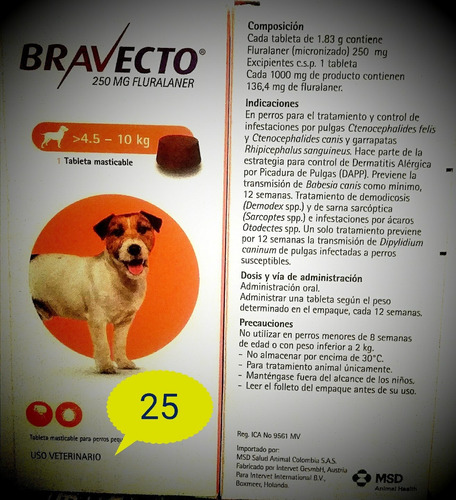 BRAVECTO®
250 MG FLURALANER
>4.5 – 10 kg
1 Tableta masticable
25
Tableta masticable para perros
USO VETERINARIO
Composición
Cada tableta de 1.83 g contiene
Fluralaner (micronizado) 250 mg
Excipientes c.s.p. 1 tableta
Cada 1000 mg de producto contienen
136,4 mg de fluralaner.
Indicaciones
En perros para el tratamiento y control de
infestaciones por pulgas Ctenocephalides felis
y Ctenocephalides canis y garrapatas
Rhipicephalus sanguineus. Hace parte de la
estrategia para control de Dermatitis Alérgica
por Picadura de Pulgas (DAPP). Previene la
transmisión de Babesia canis como mínimo,
12 semanas. Tratamiento de demodicosis
(Demodex spp.) y de sarna sarcóptica
(Sarcoptes spp.) e infestaciones por ácaros
Otodectes spp. Un solo tratamiento previene
por 12 semanas la transmisión de Dipylidium
caninum de pulgas infectadas a perros
susceptibles.
Dosis y vía de administración
Administración oral.
Administrar una tableta según el peso
determinado en el empaque, cada 12 semanas.
Precauciones
No utilizar en perros menores de 8 semanas
de edad o con peso inferior a 2 kg.
- No almacenar por encima de 30°C.
- Para tratamiento animal únicamente.
- Manténgase fuera del alcance de los niños.
- Leer el folleto del empaque antes de su uso.
Reg. ICA No 9561 MV
Importado por:
MSD Salud Animal Colombia S.A.S.
Fabricado por Intervet GesmbH, Austria
Para Intervet International B.V.,
Boxmeer, Holanda.
MSD
Animal Health